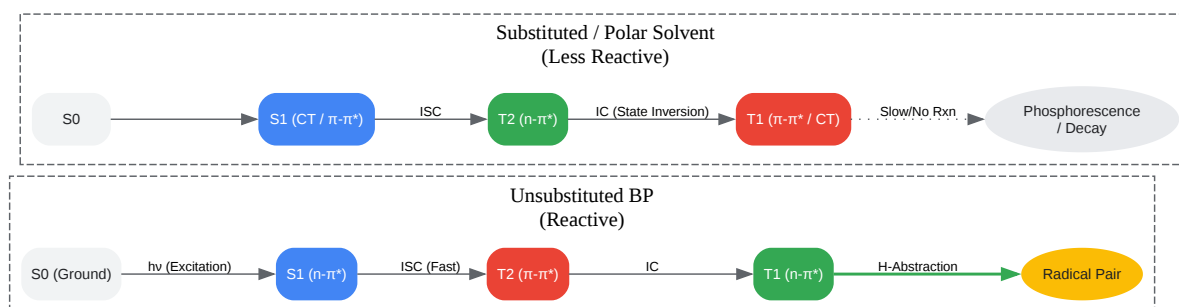 Substituted / Polar Solvent
(Less Reactive)
S0
S1 (CT / π-π*)
ISC
T2 (n-π*)
IC (State Inversion)
T1 (π-π* / CT)
Slow/No Rxn
Phosphorescence
/ Decay
Unsubstituted BP
(Reactive)
S0 (Ground)
hν (Excitation)
S1 (n-π*)
ISC (Fast)
T2 (π-π*)
IC
T1 (n-π*)
H-Abstraction
Radical Pair